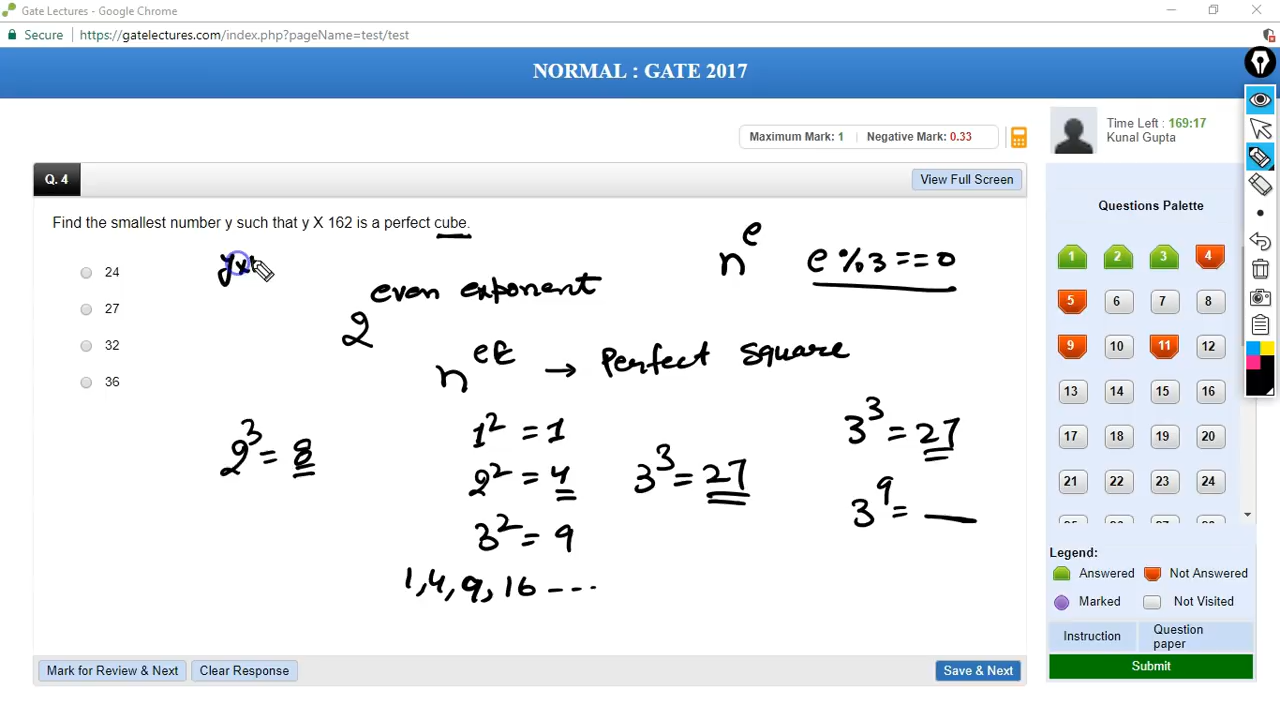 Gate Lectures - Google Chrome
Secure https://gatelectures.com/index.php?pageName=test/test
NORMAL : GATE 2017
Maximum Mark: 1 | Negative Mark: 0.33
Time Left : 169:17
Kunal Gupta
Q. 4
View Full Screen
Find the smallest number y such that y X 162 is a perfect cube.
24
27
32
36
yx
n^e
e%3==0
2^even exponent
n^eE → Perfect Square
2^3 = 8
1^2 = 1
2^2 = 4
3^2 = 9
1,4,9,16 ----
3^3 = 27
3^3 = 27
3^9 = __
Questions Palette
1 2 3 4
5 6 7 8
9 10 11 12
13 14 15 16
17 18 19 20
21 22 23 24
Legend:
Answered Not Answered
Marked Not Visited
Instruction Question paper
Submit
Mark for Review & Next Clear Response Save & Next